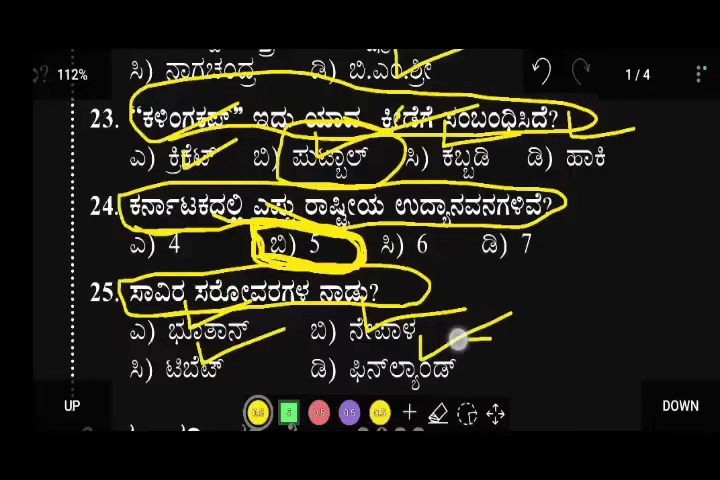 112%
1 / 4
ಸಿ) ನಾಗಚಂದ್ರ ಡಿ) ಬಿ.ಎಂ.ಶ್ರೀ
23. “ಕಳಿಂಗಕಪ್” ಇದು ಯಾವ ಕ್ರೀಡೆಗೆ ಸಂಬಂಧಿಸಿದೆ?
ಎ) ಕ್ರಿಕೆಟ್ ಬಿ) ಫುಟ್ಬಾಲ್ ಸಿ) ಕಬ್ಬಡಿ ಡಿ) ಹಾಕಿ
24. ಕರ್ನಾಟಕದಲ್ಲಿ ಎಷ್ಟು ರಾಷ್ಟ್ರೀಯ ಉದ್ಯಾನವನಗಳಿವೆ?
ಎ) 4 ಬಿ) 5 ಸಿ) 6 ಡಿ) 7
25. ಸಾವಿರ ಸರೋವರಗಳ ನಾಡು?
ಎ) ಭೂತಾನ್ ಬಿ) ನೇಪಾಳ
ಸಿ) ಟಿಬೆಟ್ ಡಿ) ಫಿನ್‌ಲ್ಯಾಂಡ್
UP
DOWN